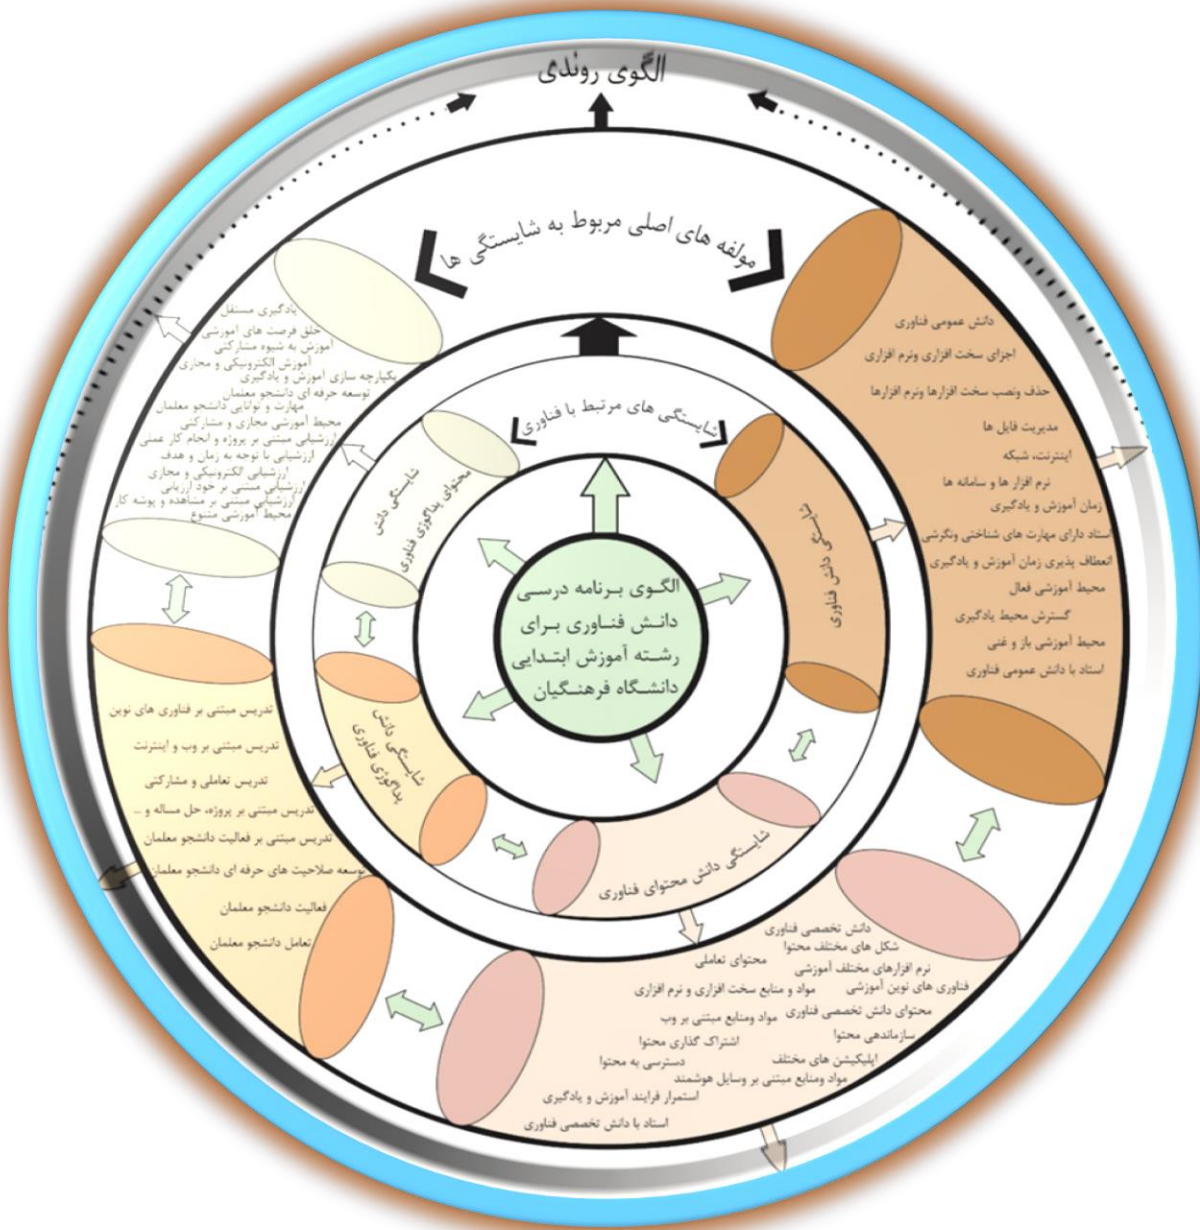 الگوی روندی
مولفه های اصلی مربوط به شایستگی ها
شایستگی های مرتبط با فناوری
الگوی برنامه درسی
دانش فناوری برای
رشته آموزش ابتدایی
دانشگاه فرهنگیان
شایستگی دانش فناوری
دانش عمومی فناوری
اجزای سخت افزاری ونرم افزاری
حذف ونصب سخت افزارها ونرم افزارها
مدیریت فایل ها
اینترنت، شبکه
نرم افزار ها و سامانه ها
زمان آموزش و یادگیری
استاد دارای مهارت های شناختی ونگرشی
انعطاف پذیری زمان آموزش و یادگیری
محیط آموزشی فعال
گسترش محیط یادگیری
محیط آموزشی باز و غنی
استاد با دانش عمومی فناوری
شایستگی دانش محتوای فناوری
دانش تخصصی فناوری
شکل های مختلف محتوا
محتوای تعاملی
نرم افزارهای مختلف آموزشی
فناوری های نوین آموزشی
مواد و منابع سخت افزاری و نرم افزاری
محتوای دانش تخصصی فناوری
مواد ومنابع مبتنی بر وب
سازماندهی محتوا
اشتراک گذاری محتوا
اپلیکیشن های مختلف
دسترسی به محتوا
مواد ومنابع مبتنی بر وسایل هوشمند
استمرار فرایند آموزش و یادگیری
استاد با دانش تخصصی فناوری
شایستگی دانش
پداگوژی فناوری
تدریس مبتنی بر فناوری های نوین
تدریس مبتنی بر وب و اینترنت
تدریس تعاملی و مشارکتی
تدریس مبتنی بر پروژه، حل مساله و ...
تدریس مبتنی بر فعالیت دانشجو معلمان
توسعه صلاحیت های حرفه ای دانشجو معلمان
فعالیت دانشجو معلمان
تعامل دانشجو معلمان
شایستگی دانش
محتوای پداگوژی فناوری
یادگیری مستقل
خلق فرصت های آموزشی
آموزش به شیوه مشارکتی
آموزش الکترونیکی و مجازی
یکپارچه سازی آموزش و یادگیری
توسعه حرفه ای دانشجو معلمان
مهارت و توانایی دانشجو معلمان
محیط آموزشی مجازی و مشارکتی
ارزشیابی مبتنی بر پروژه و انجام کار عملی
ارزشیابی با توجه به زمان و هدف
ارزشیابی الکترونیکی و مجازی
ارزشیابی مبتنی بر خود ارزیابی
ارزشیابی مبتنی بر مشاهده و پوشه کار
محیط آموزشی متنوع